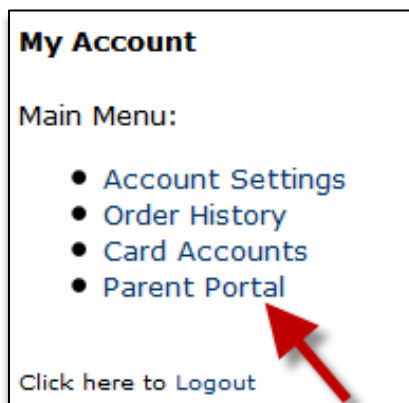 My Account
Main Menu:
Account Settings
Order History
Card Accounts
Parent Portal
Click here to Logout